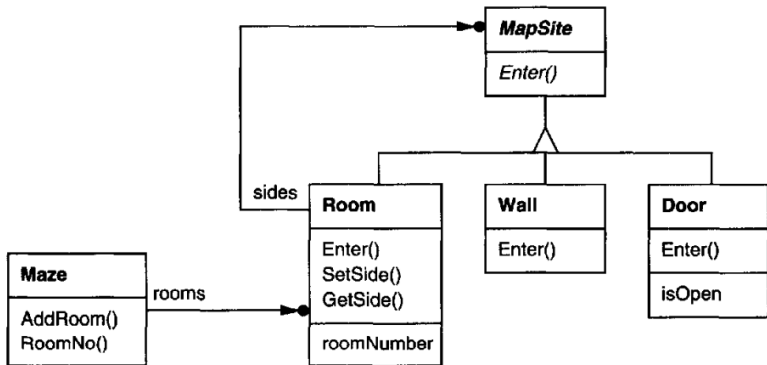 MapSite
Enter()
sides
Room
Enter()
SetSide()
GetSide()
roomNumber
Wall
Enter()
Door
Enter()
isOpen
Maze
AddRoom()
RoomNo()
rooms